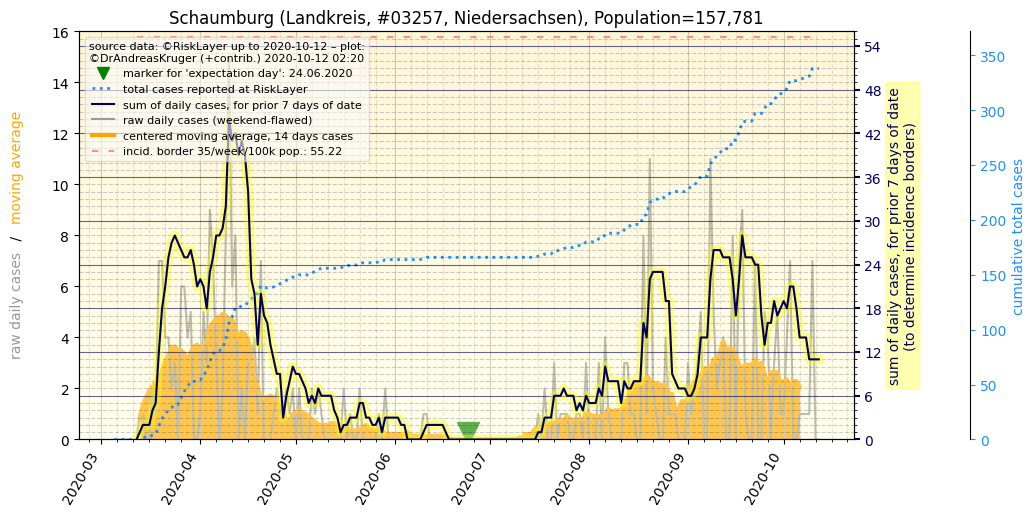 Schaumburg (Landkreis, #03257, Niedersachsen), Population=157,781
source data: ©RiskLayer up to 2020-10-12 – plot:
©DrAndreasKruger (+contrib.) 2020-10-12 02:20
marker for 'expectation day': 24.06.2020
total cases reported at RiskLayer
sum of daily cases, for prior 7 days of date
raw daily cases (weekend-flawed)
centered moving average, 14 days cases
incid. border 35/week/100k pop.: 55.22
raw daily cases / moving average
16
14
12
10
8
6
4
2
0
2020-03
2020-04
2020-05
2020-06
2020-07
2020-08
2020-09
2020-10
54
48
42
36
30
24
18
12
6
0
sum of daily cases, for prior 7 days of date
(to determine incidence borders)
350
300
250
200
150
100
50
0
cumulative total cases